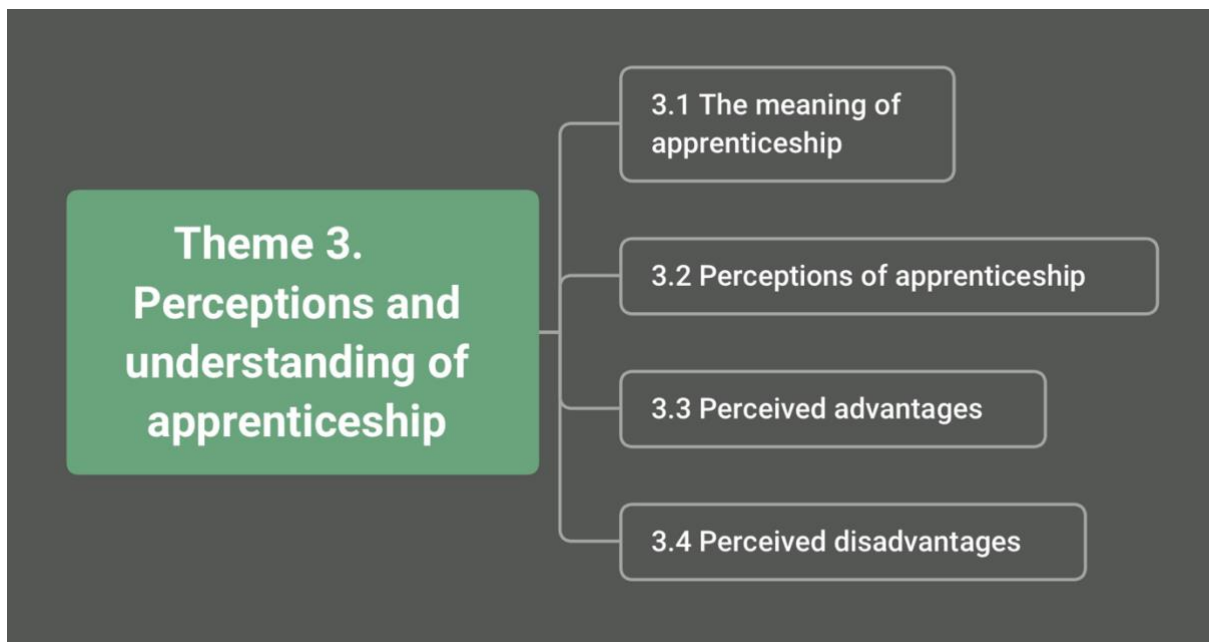 Theme 3.
Perceptions and
understanding of
apprenticeship
3.1 The meaning of
apprenticeship
3.2 Perceptions of apprenticeship
3.3 Perceived advantages
3.4 Perceived disadvantages